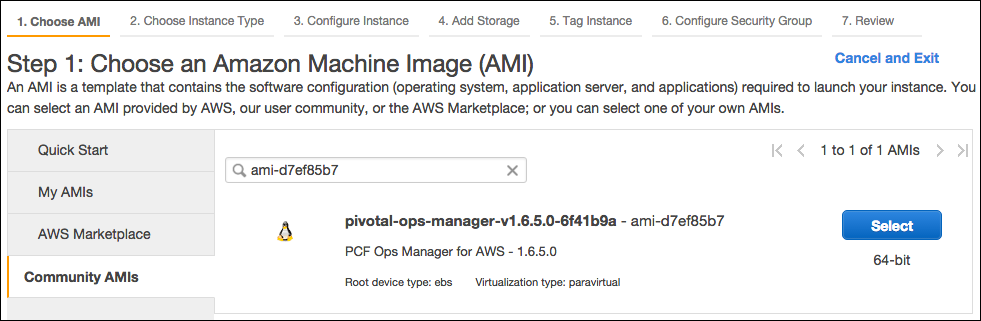 1. Choose AMI 2. Choose Instance Type 3. Configure Instance 4. Add Storage 5. Tag Instance 6. Configure Security Group 7. Review
Step 1: Choose an Amazon Machine Image (AMI)
Cancel and Exit
An AMI is a template that contains the software configuration (operating system, application server, and applications) required to launch your instance. You
can select an AMI provided by AWS, our user community, or the AWS Marketplace; or you can select one of your own AMIs.
Quick Start
My AMIs
AWS Marketplace
Community AMIs
1 to 1 of 1 AMIs
ami-d7ef85b7
pivotal-ops-manager-v1.6.5.0-6f41b9a - ami-d7ef85b7
PCF Ops Manager for AWS - 1.6.5.0
Root device type: ebs Virtualization type: paravirtual
Select
64-bit